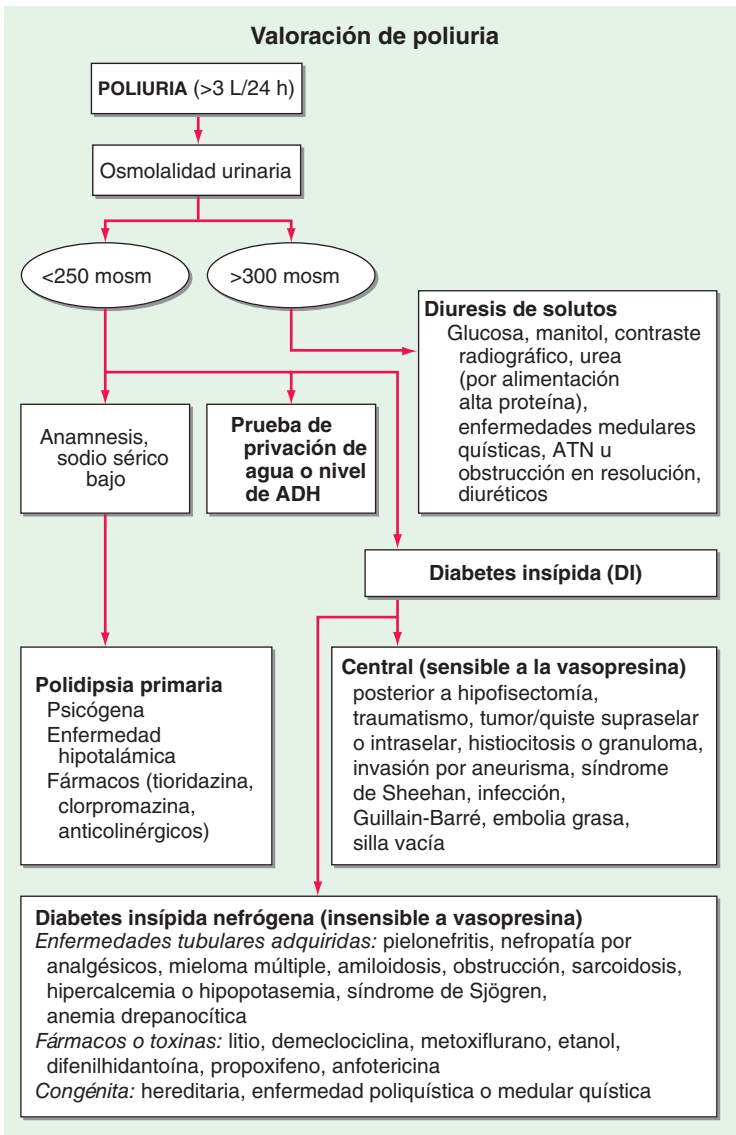 Valoración de poliuria
POLIURIA (>3 L/24 h)
Osmolalidad urinaria
<250 mosm
>300 mosm
Diuresis de solutos
Glucosa, manitol, contraste
radiográfico, urea
(por alimentación
alta proteína),
enfermedades medulares
quísticas, ATN u
obstrucción en resolución,
diuréticos
Anamnesis,
sodio sérico
bajo
Prueba de
privación de
agua o nivel
de ADH
Diabetes insípida (DI)
Polidipsia primaria
Psicógena
Enfermedad
hipotalámica
Fármacos (tioridazina,
clorpromazina,
anticolinérgicos)
Central (sensible a la vasopresina)
posterior a hipofisectomía,
traumatismo, tumor/quiste supraselar
o intraselar, histiocitosis o granuloma,
invasión por aneurisma, síndrome
de Sheehan, infección,
Guillain-Barré, embolia grasa,
silla vacía
Diabetes insípida nefrógena (insensible a vasopresina)
Enfermedades tubulares adquiridas: pielonefritis, nefropatía por
analgésicos, mieloma múltiple, amiloidosis, obstrucción, sarcoidosis,
hipercalcemia o hipopotasemia, síndrome de Sjögren,
anemia drepanocítica
Fármacos o toxinas: litio, demeclociclina, metoxiflurano, etanol,
difenilhidantoína, propoxifeno, anfotericina
Congénita: hereditaria, enfermedad poliquística o medular quística